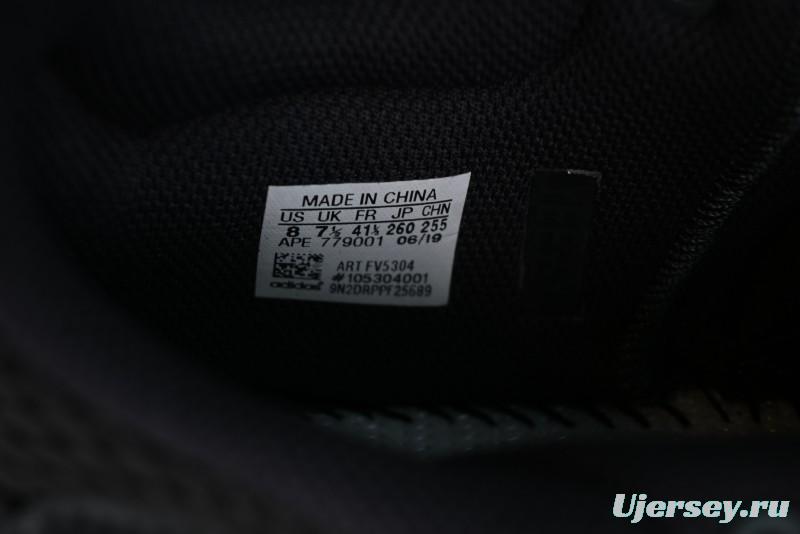 MADE IN CHINA
US UK FR JP CHN
8 7½ 41⅓ 260 255
APE 779001 06/19
ART FV5304
#105304001
adidas 9N2DRPPF25689
Ujersey.ru